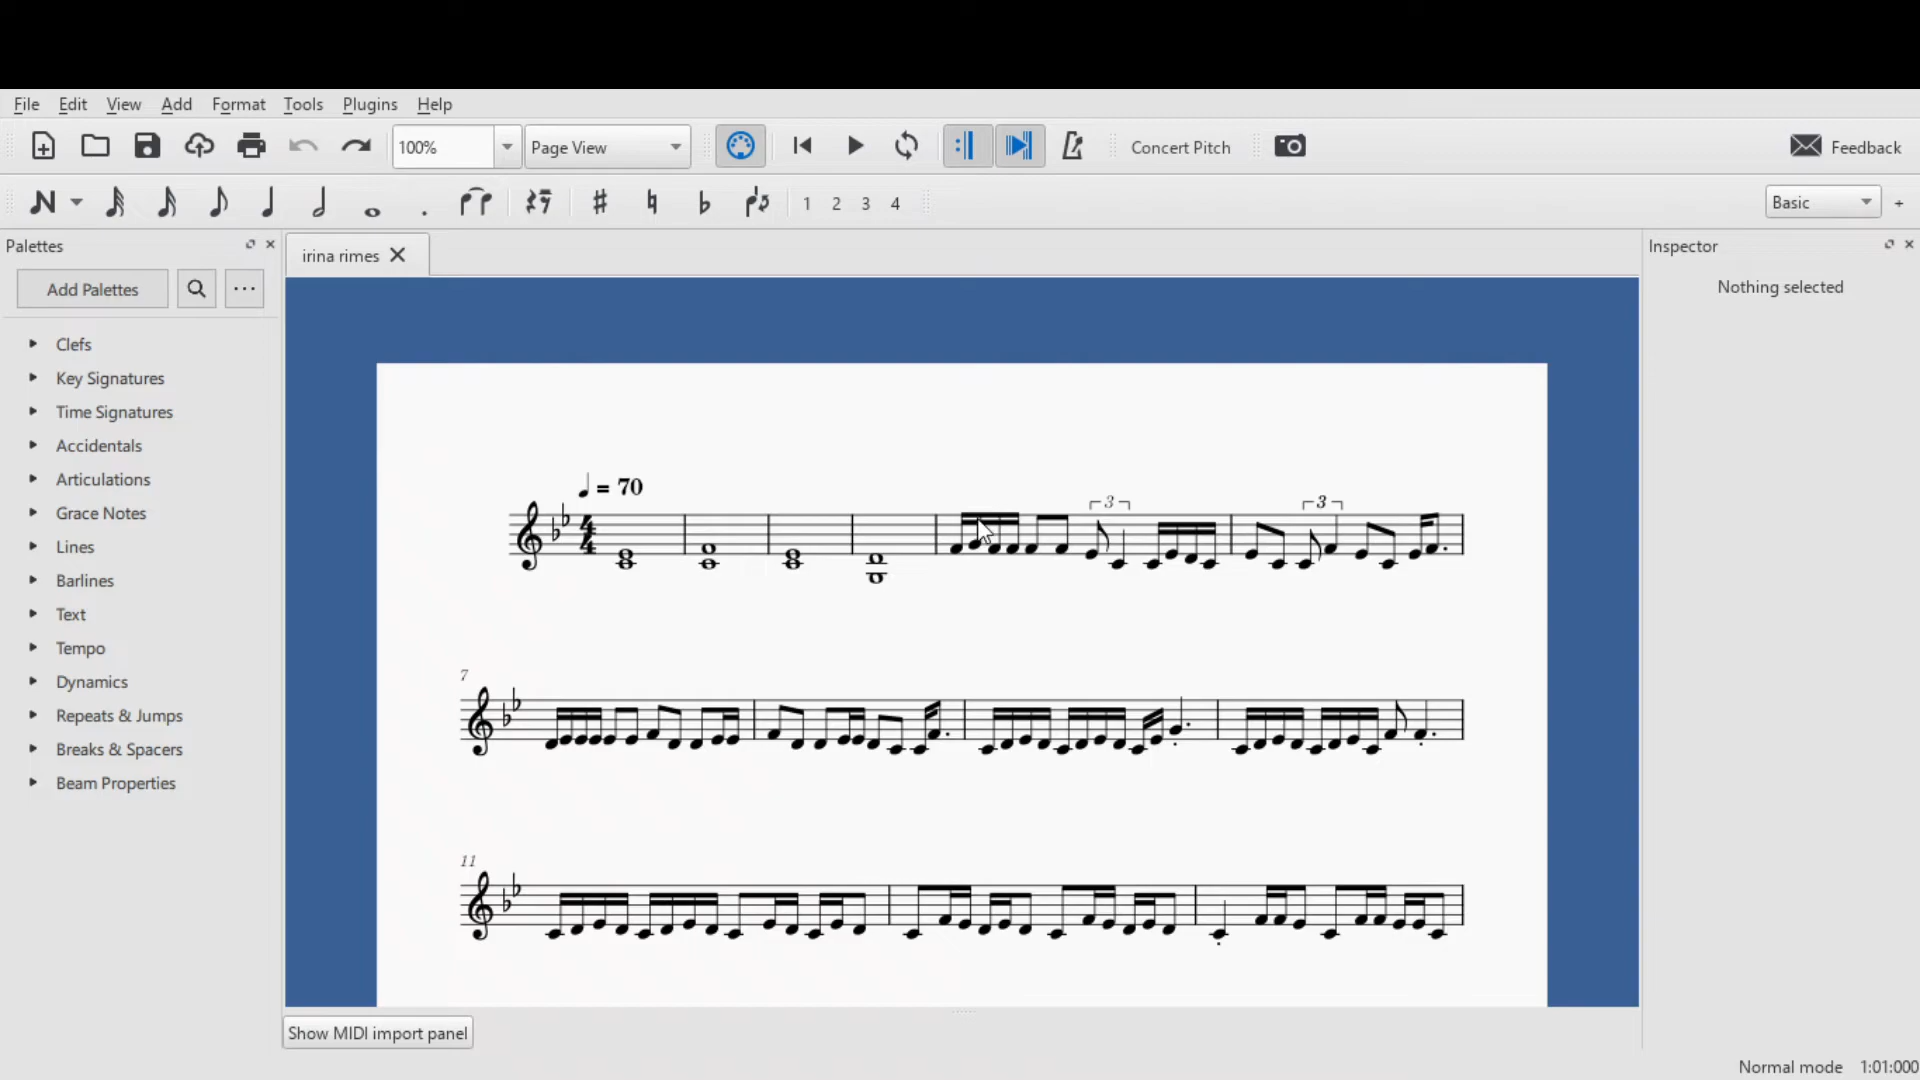 File Edit View Add Format Tools Plugins Help
100% Page View Concert Pitch Feedback
1 2 3 4 Basic +
Palettes
irina rimes
Inspector
Add Palettes ...
Nothing selected
Clefs
Key Signatures
Time Signatures
Accidentals
Articulations
Grace Notes
Lines
Barlines
Text
Tempo
Dynamics
Repeats & Jumps
Breaks & Spacers
Beam Properties
= 70
4
4
3 3
7
11
Show MIDI import panel
Normal mode 1:01:000